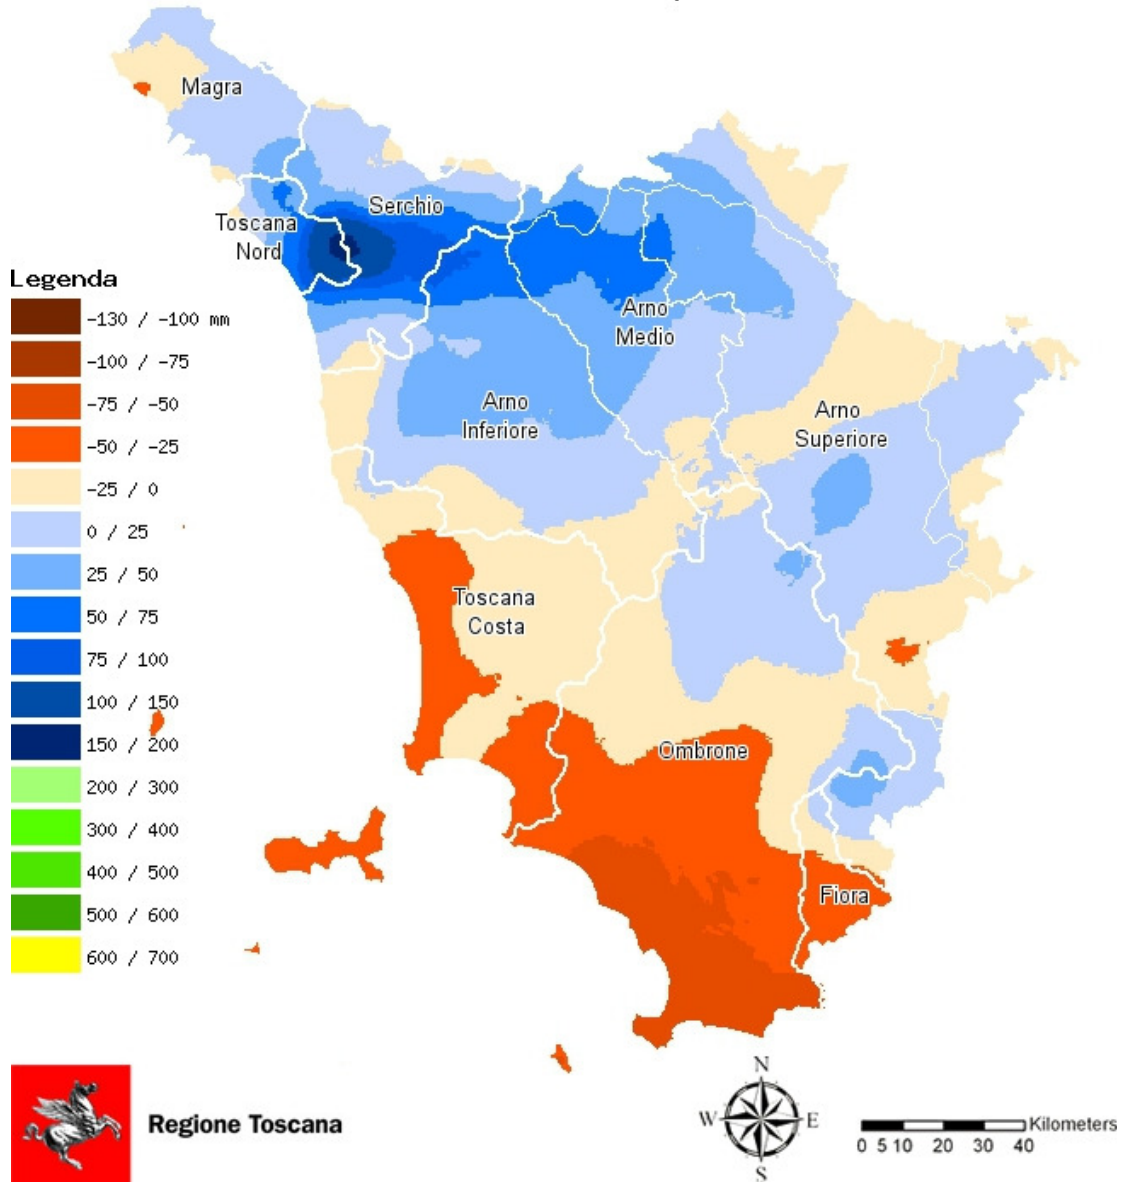 Magra
Serchio
Toscana
Nord
Legenda
-130 / -100 mm
-100 / -75
-75 / -50
-50 / -25
-25 / 0
0 / 25
25 / 50
50 / 75
75 / 100
100 / 150
150 / 200
200 / 300
300 / 400
400 / 500
500 / 600
600 / 700
Arno
Medio
Arno
Inferiore
Arno
Superiore
Toscana
Costa
Ombrone
Fiora
Regione Toscana
N
W E
S
Kilometers
0 5 10 20 30 40